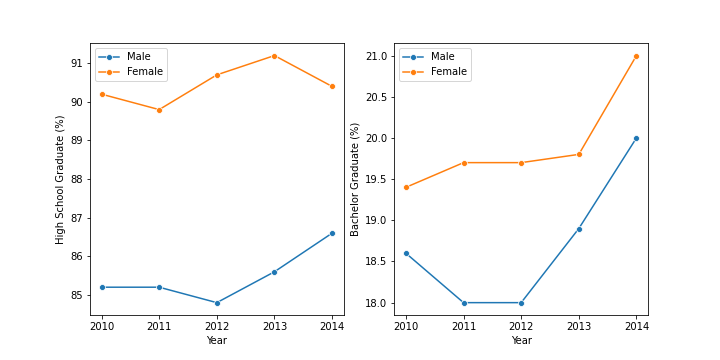 Male
Female
91
90
89
88
87
86
85
High School Graduate (%)
2010 2011 2012 2013 2014
Year
Male
Female
21.0
20.5
20.0
19.5
19.0
18.5
18.0
Bachelor Graduate (%)
2010 2011 2012 2013 2014
Year